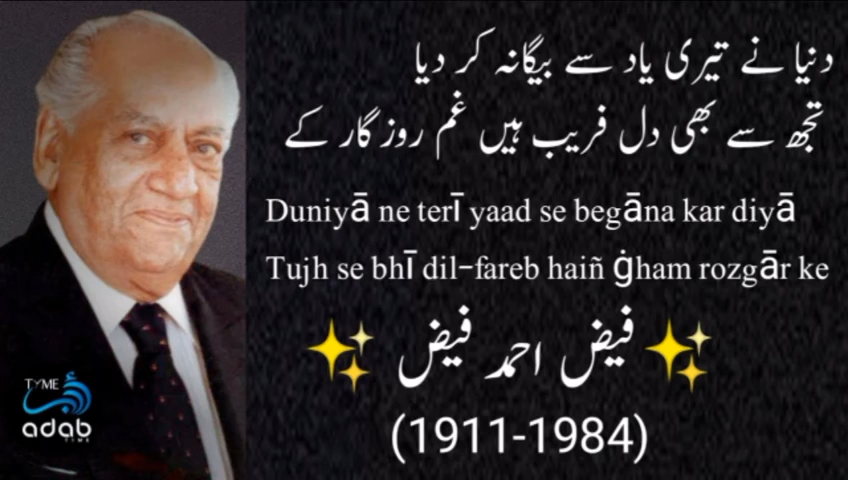 دنیا نے تیری یاد سے بیگانہ کر دیا
تجھ سے بھی دل فریب ہیں غم روزگار کے
Duniyā ne terī yaad se begāna kar diyā
Tujh se bhī dil-fareb haiñ ġham rozgār ke
✨ فیض احمد فیض ✨
(1911-1984)
TYME
adab
TIME